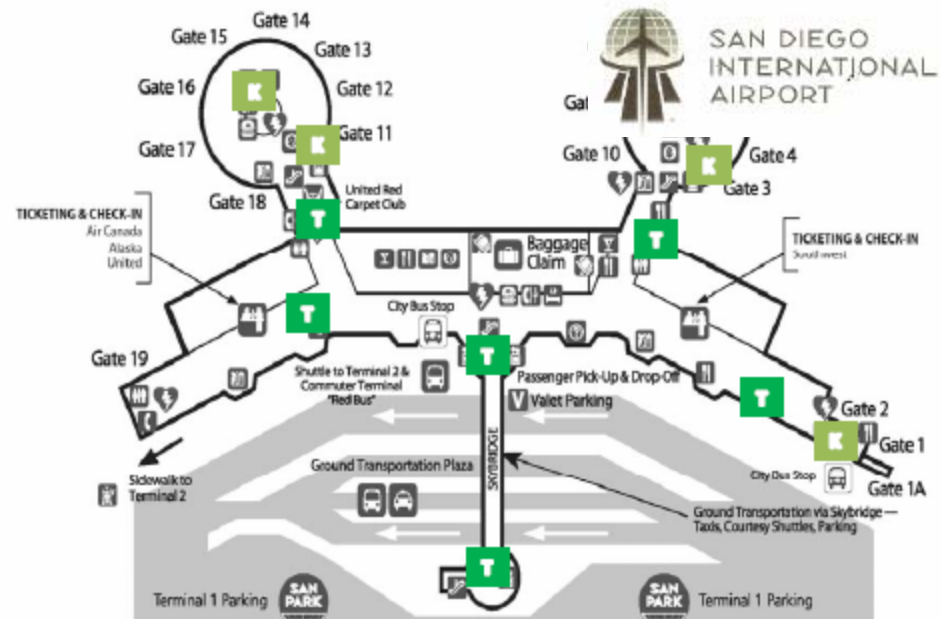 Gate 14
Gate 15
Gate 13
Gate 16
Gate 12
Gate 11
Gate 17
Gate 18
K
K
T
SAN DIEGO
INTERNATIONAL
AIRPORT
Gat
Gate 10
K
Gate 4
Gate 3
T
United Red
Carpet Club
TICKETING & CHECK-IN
Air Canada
Alaska
United
Baggage
Claim
TICKETING & CHECK-IN
Southwest
City Bus Stop
T
T
Gate 19
Shuttle to Terminal 2 &
Commuter Terminal
"Red Bus"
Passenger Pick-Up & Drop-Off
V Valet Parking
T
Gate 2
K
Gate 1
City Bus Stop
Gate 1A
SKYBRIDGE
Sidewalk to
Terminal 2
Ground Transportation Plaza
Ground Transportation via Skybridge —
Taxis, Courtesy Shuttles, Parking
T
Terminal 1 Parking
SAN
PARK
SAN
PARK
Terminal 1 Parking